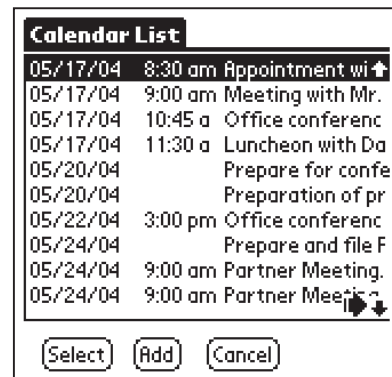 Calendar List
05/17/04 8:30 am Appointment wi
05/17/04 9:00 am Meeting with Mr.
05/17/04 10:45 a Office conferenc
05/17/04 11:30 a Luncheon with Da
05/20/04 Prepare for confe
05/20/04 Preparation of pr
05/22/04 3:00 pm Office conferenc
05/24/04 Prepare and file F
05/24/04 9:00 am Partner Meeting.
05/24/04 9:00 am Partner Meeting
Select Add Cancel